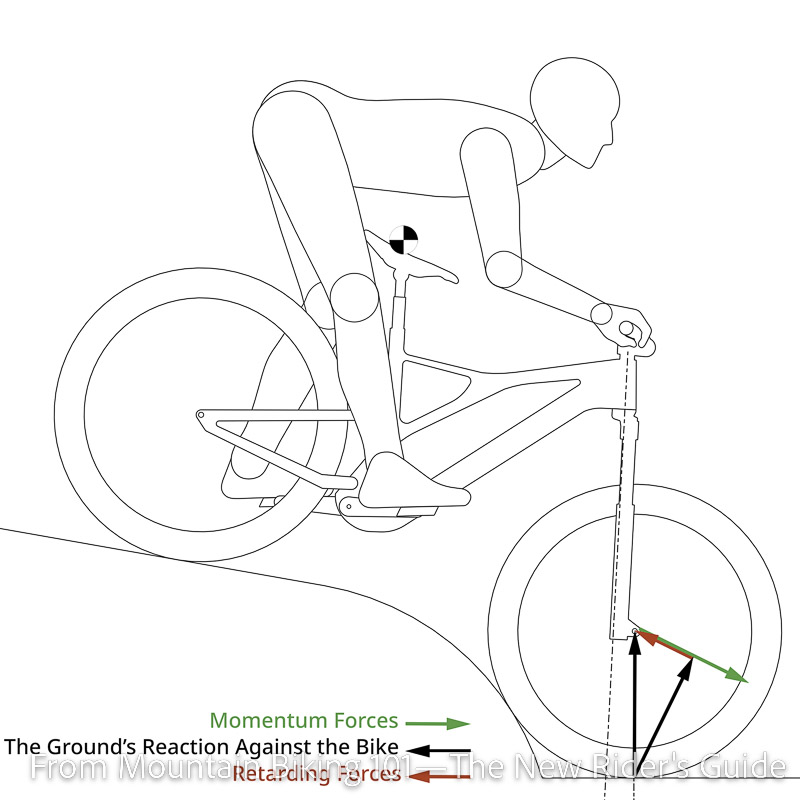 Momentum Forces
The Ground's Reaction Against the Bike
Retarding Forces
From Mountain Biking 101—The New Rider's Guide